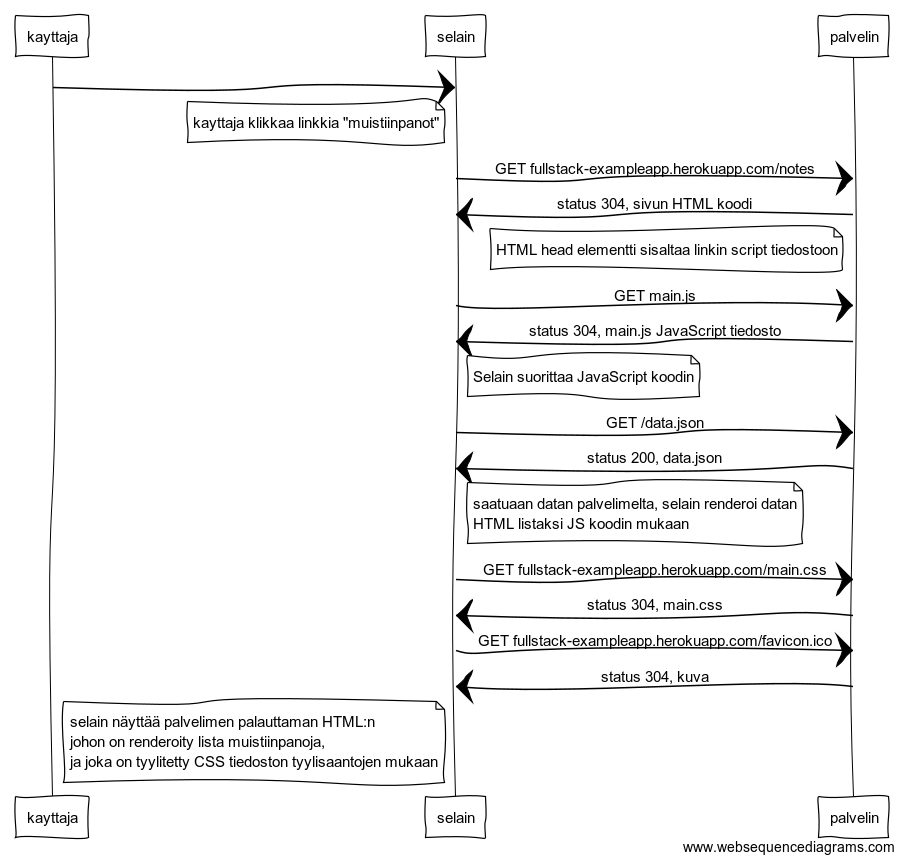 kayttaja
selain
palvelin
kayttaja klikkaa linkkia "muistiinpanot"
GET fullstack-exampleapp.herokuapp.com/notes
status 304, sivun HTML koodi
HTML head elementti sisaltaa linkin script tiedostoon
GET main.js
status 304, main.js JavaScript tiedosto
Selain suorittaa JavaScript koodin
GET /data.json
status 200, data.json
saatuaan datan palvelimelta, selain renderoi datan
HTML listaksi JS koodin mukaan
GET fullstack-exampleapp.herokuapp.com/main.css
status 304, main.css
GET fullstack-exampleapp.herokuapp.com/favicon.ico
status 304, kuva
selain näyttää palvelimen palauttaman HTML:n
johon on renderoity lista muistiinpanoja,
ja joka on tyylitetty CSS tiedoston tyylisaantojen mukaan
kayttaja
selain
palvelin
www.websequencediagrams.com